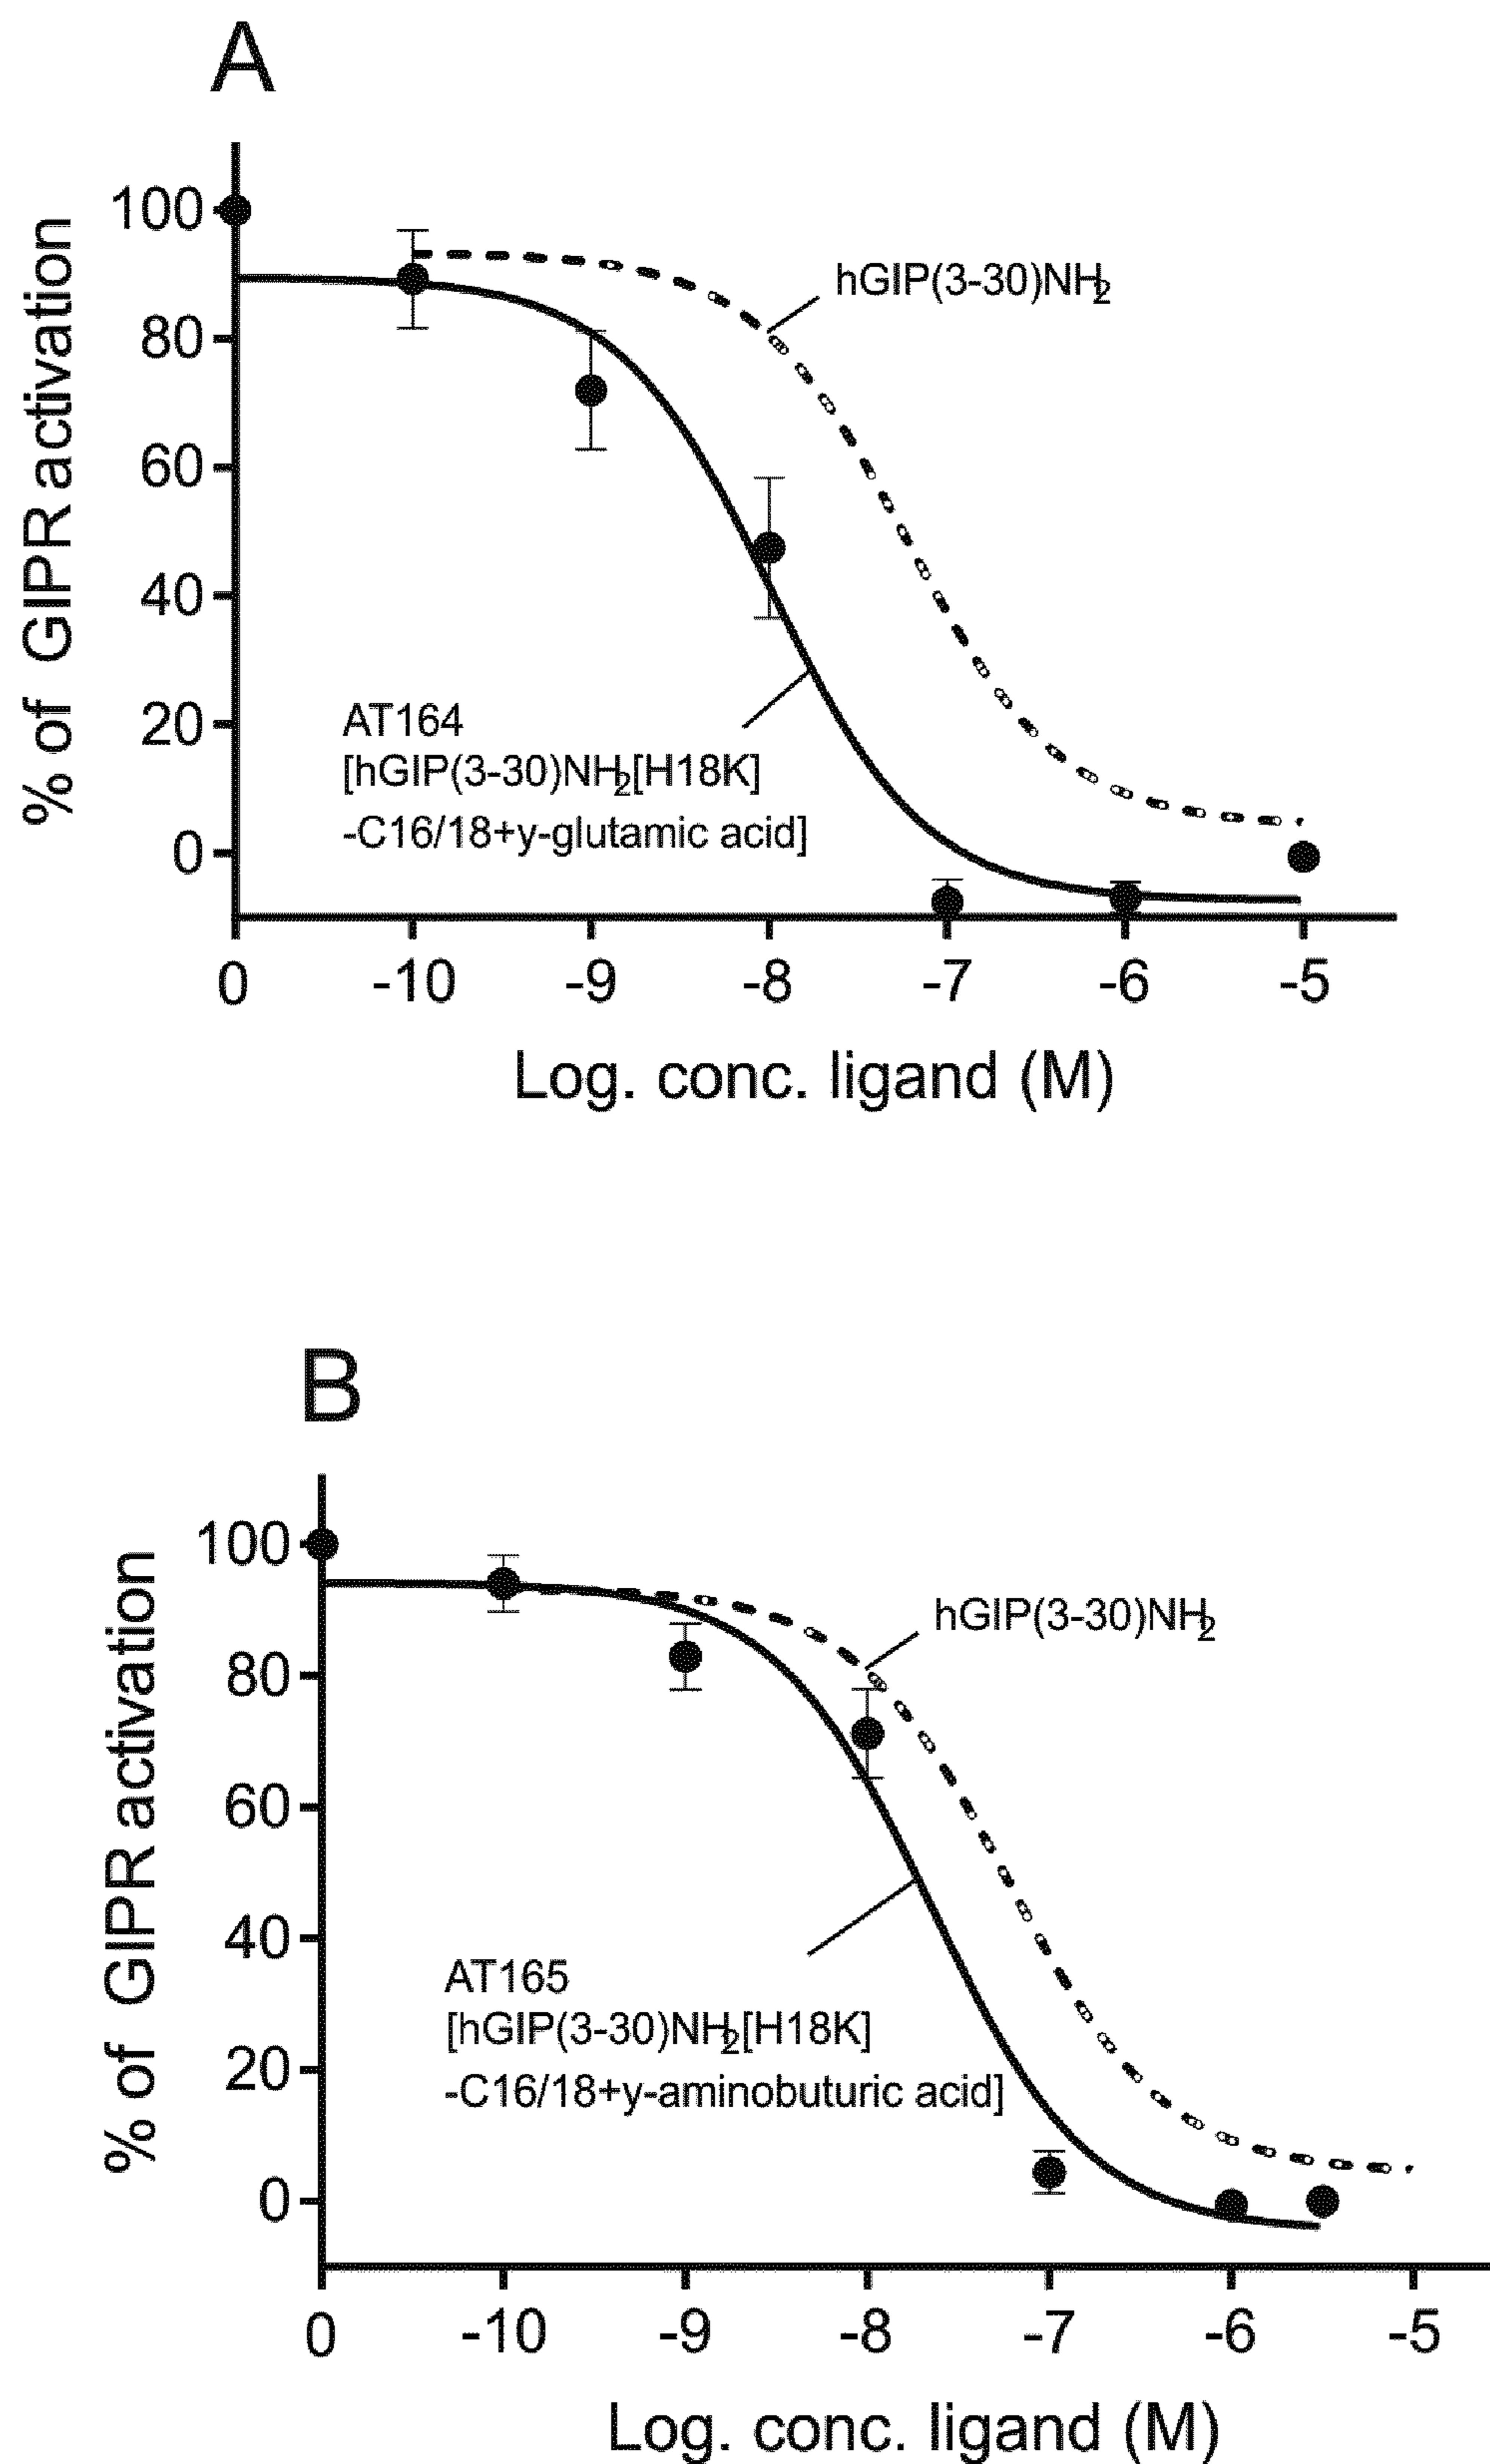 A
% of GIPR activation
100
80
60
40
20
0
hGIP(3-30)NH2
AT164
[hGIP(3-30)NH2[H18K]
-C16/18+y-glutamic acid]
0 -10 -9 -8 -7 -6 -5
Log. conc. ligand (M)
B
% of GIPR activation
100
80
60
40
20
0
hGIP(3-30)NH2
AT165
[hGIP(3-30)NH2[H18K]
-C16/18+y-aminobuturic acid]
0 -10 -9 -8 -7 -6 -5
Log. conc. ligand (M)